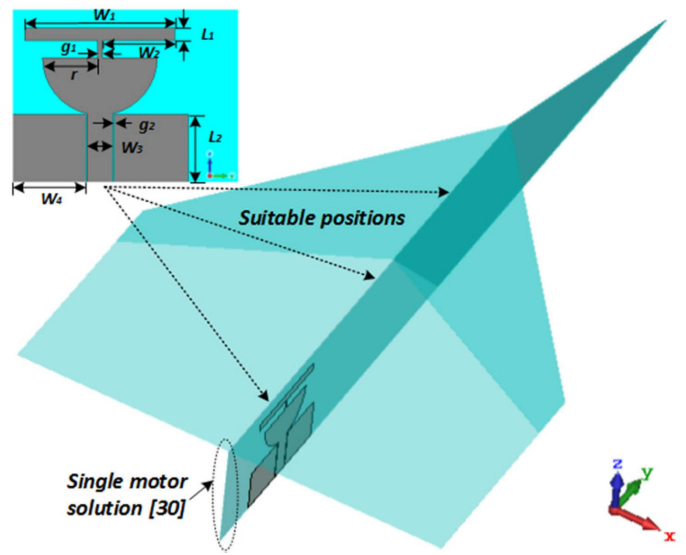 W1
g1
W2
L1
r
g2
W3
L2
W4
Suitable positions
Single motor
solution [30]
z
y
x